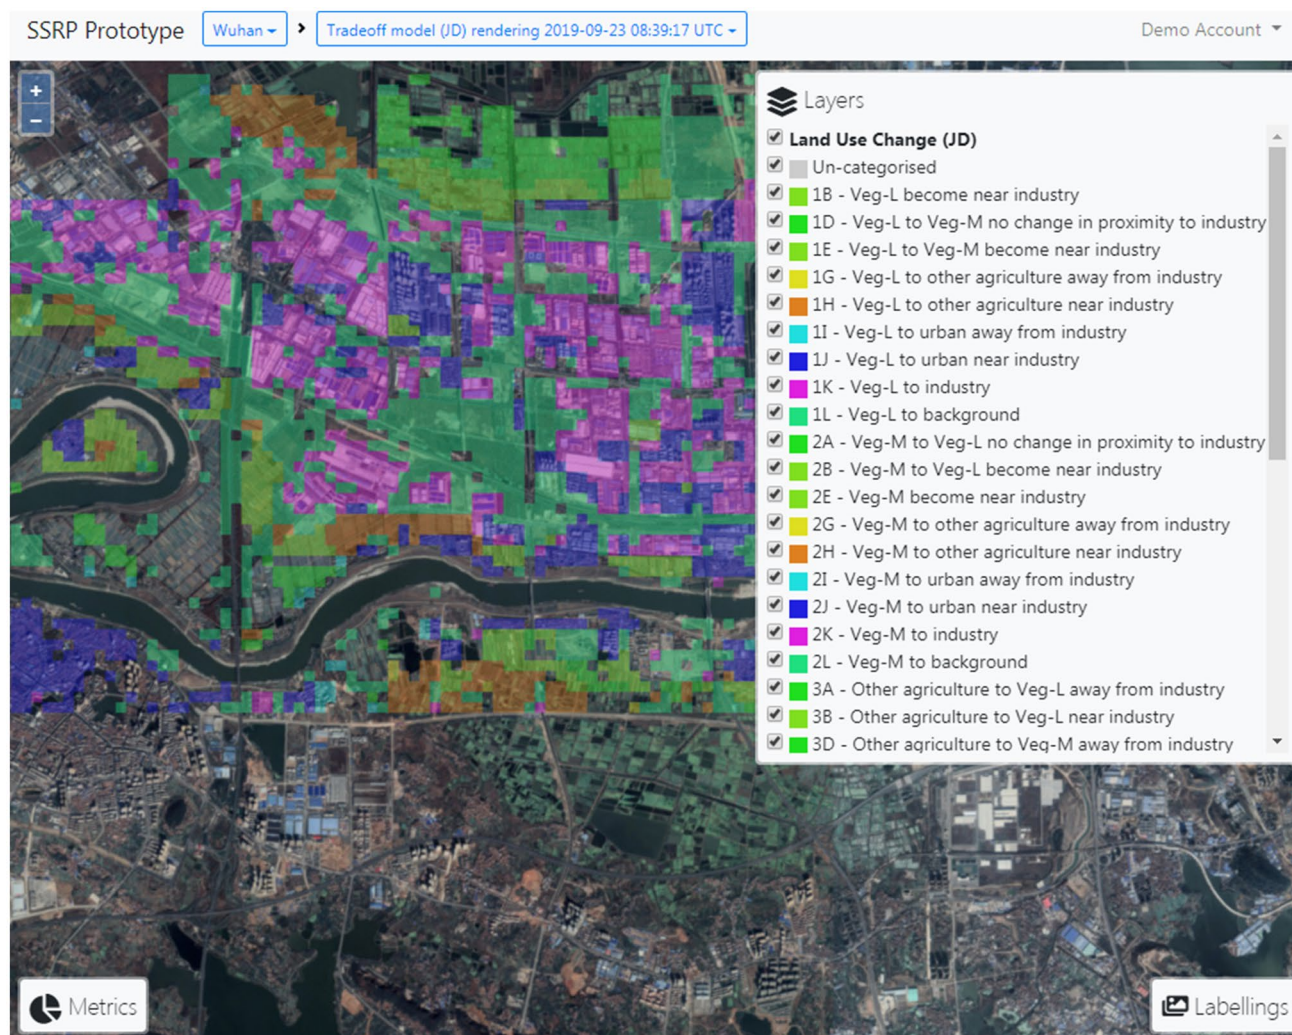 SSRP Prototype Wuhan > Tradeoff model (JD) rendering 2019-09-23 08:39:17 UTC Demo Account
+
−
Layers
Land Use Change (JD)
Un-categorised
1B - Veg-L become near industry
1D - Veg-L to Veg-M no change in proximity to industry
1E - Veg-L to Veg-M become near industry
1G - Veg-L to other agriculture away from industry
1H - Veg-L to other agriculture near industry
1I - Veg-L to urban away from industry
1J - Veg-L to urban near industry
1K - Veg-L to industry
1L - Veg-L to background
2A - Veg-M to Veg-L no change in proximity to industry
2B - Veg-M to Veg-L become near industry
2E - Veg-M become near industry
2G - Veg-M to other agriculture away from industry
2H - Veg-M to other agriculture near industry
2I - Veg-M to urban away from industry
2J - Veg-M to urban near industry
2K - Veg-M to industry
2L - Veg-M to background
3A - Other agriculture to Veg-L away from industry
3B - Other agriculture to Veg-L near industry
3D - Other agriculture to Veg-M away from industry
Metrics
Labellings